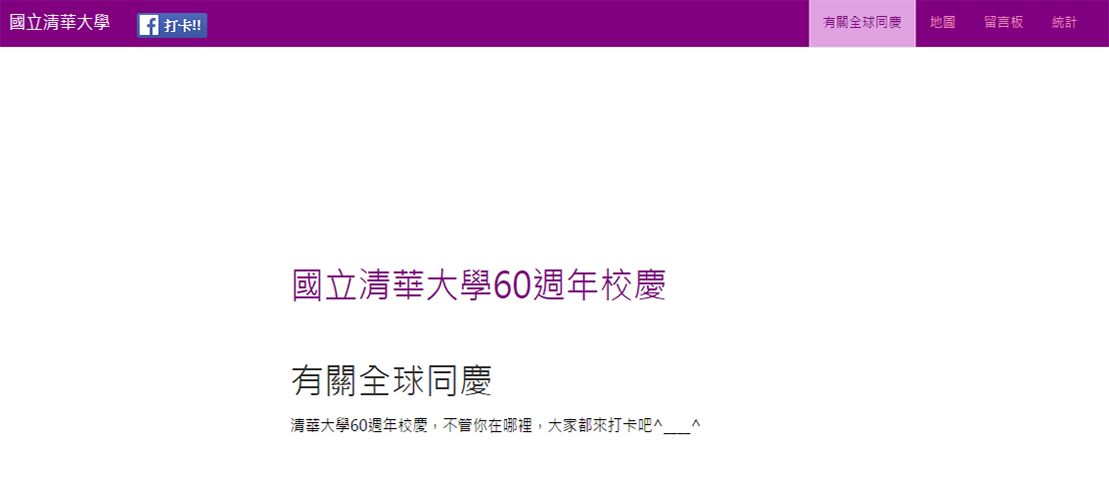 國立清華大學 打卡!! 有關全球同慶 地圖 留言板 統計
國立清華大學60週年校慶
有關全球同慶
清華大學60週年校慶，不管你在哪裡，大家都來打卡吧^____^